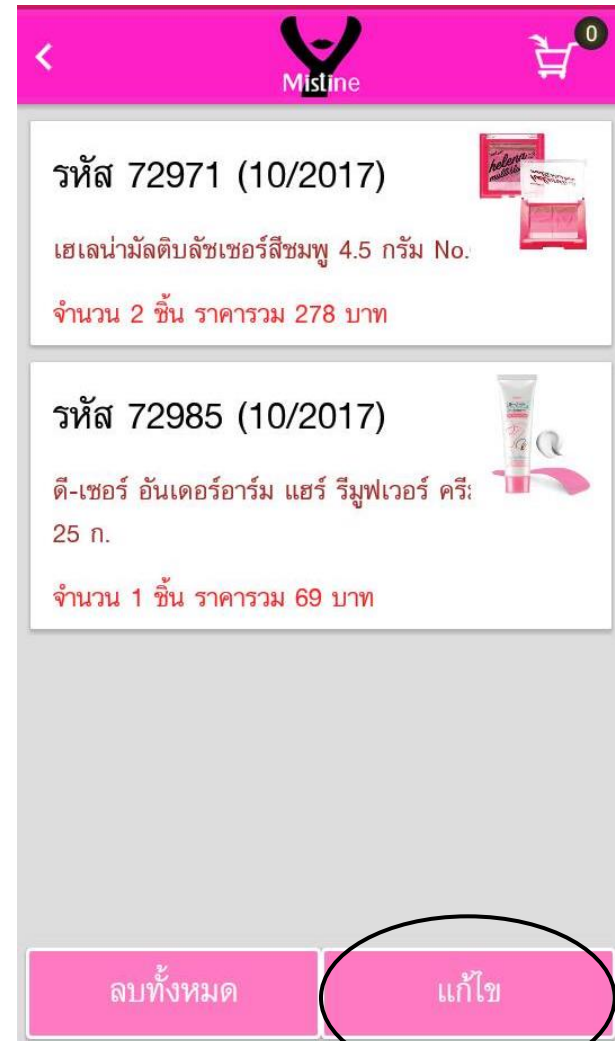 0
Mistine
รหัส 72971 (10/2017)
เฮเลน่ามัลติบลัชเชอร์สีชมพู 4.5 กรัม No.
จำนวน 2 ชิ้น ราคารวม 278 บาท
รหัส 72985 (10/2017)
ดี-เซอร์ อันเดอร์อาร์ม แฮร์ รีมูฟเวอร์
25 ก.
จำนวน 1 ชิ้น ราคารวม 69 บาท
ลบทั้งหมด
แก้ไข